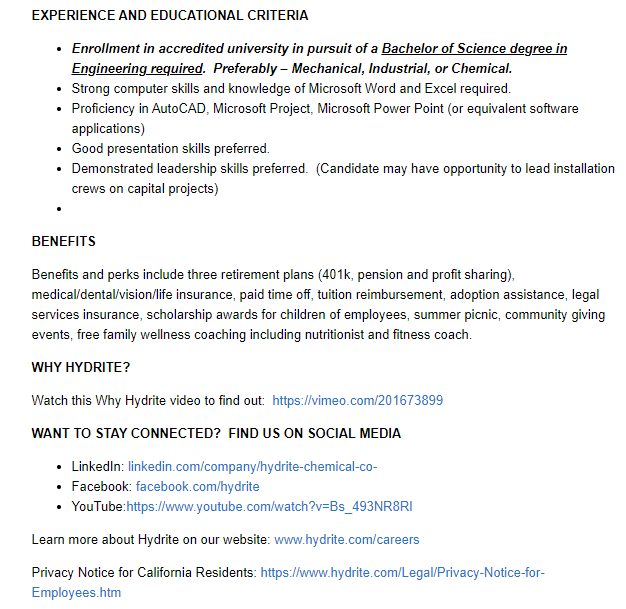 EXPERIENCE AND EDUCATIONAL CRITERIA
• Enrollment in accredited university in pursuit of a Bachelor of Science degree in
Engineering required.  Preferably – Mechanical, Industrial, or Chemical.
• Strong computer skills and knowledge of Microsoft Word and Excel required.
• Proficiency in AutoCAD, Microsoft Project, Microsoft Power Point (or equivalent software
applications)
• Good presentation skills preferred.
• Demonstrated leadership skills preferred.  (Candidate may have opportunity to lead installation
crews on capital projects)
•
BENEFITS
Benefits and perks include three retirement plans (401k, pension and profit sharing),
medical/dental/vision/life insurance, paid time off, tuition reimbursement, adoption assistance, legal
services insurance, scholarship awards for children of employees, summer picnic, community giving
events, free family wellness coaching including nutritionist and fitness coach.
WHY HYDRITE?
Watch this Why Hydrite video to find out:  https://vimeo.com/201673899
WANT TO STAY CONNECTED?  FIND US ON SOCIAL MEDIA
• LinkedIn: linkedin.com/company/hydrite-chemical-co-
• Facebook: facebook.com/hydrite
• YouTube:https://www.youtube.com/watch?v=Bs_493NR8RI
Learn more about Hydrite on our website: www.hydrite.com/careers
Privacy Notice for California Residents: https://www.hydrite.com/Legal/Privacy-Notice-for-
Employees.htm